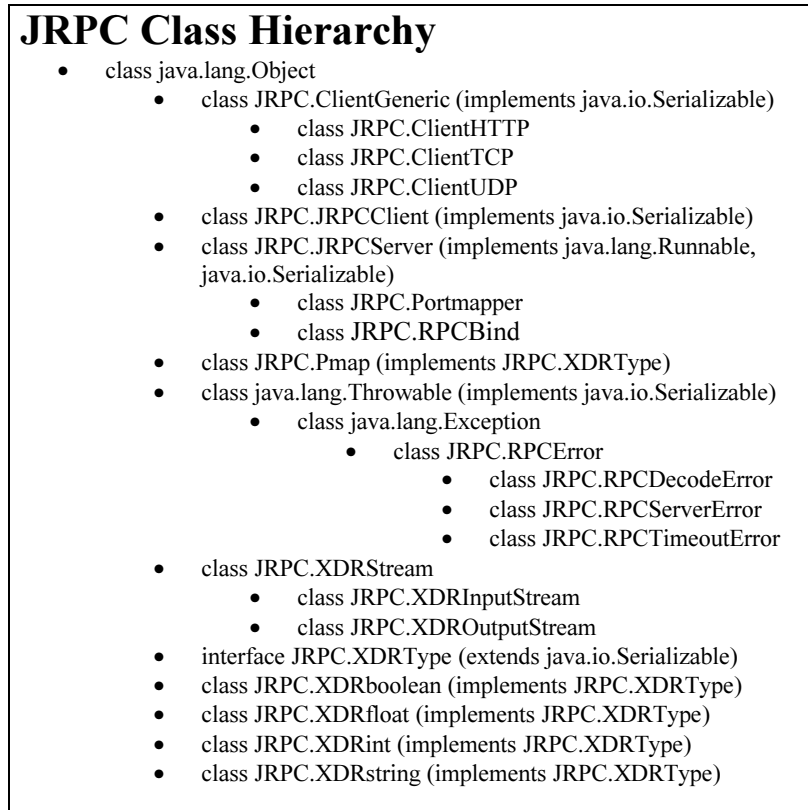 JRPC Class Hierarchy
• class java.lang.Object
• class JRPC.ClientGeneric (implements java.io.Serializable)
• class JRPC.ClientHTTP
• class JRPC.ClientTCP
• class JRPC.ClientUDP
• class JRPC.JRPCClient (implements java.io.Serializable)
• class JRPC.JRPCServer (implements java.lang.Runnable,
java.io.Serializable)
• class JRPC.Portmapper
• class JRPC.RPCBind
• class JRPC.Pmap (implements JRPC.XDRType)
• class java.lang.Throwable (implements java.io.Serializable)
• class java.lang.Exception
• class JRPC.RPCError
• class JRPC.RPCDecodeError
• class JRPC.RPCServerError
• class JRPC.RPCTimeoutError
• class JRPC.XDRStream
• class JRPC.XDRInputStream
• class JRPC.XDROutputStream
• interface JRPC.XDRType (extends java.io.Serializable)
• class JRPC.XDRboolean (implements JRPC.XDRType)
• class JRPC.XDRfloat (implements JRPC.XDRType)
• class JRPC.XDRint (implements JRPC.XDRType)
• class JRPC.XDRstring (implements JRPC.XDRType)